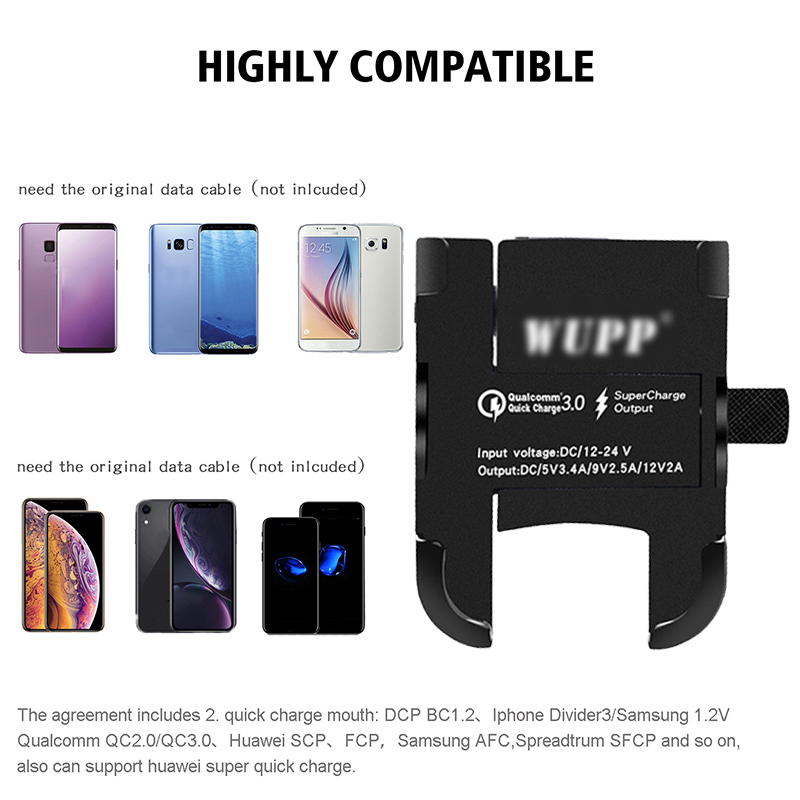 HIGHLY COMPATIBLE
need the original data cable（not inlcuded）
12:45
WUPP
Qualcomm® Quick Charge 3.0
SuperCharge Output
Input voltage:DC/12-24 V
Output:DC/5V3.4A/9V2.5A/12V2A
need the original data cable（not inlcuded）
The agreement includes 2. quick charge mouth: DCP BC1.2、Iphone Divider3/Samsung 1.2V
Qualcomm QC2.0/QC3.0、Huawei SCP、FCP，Samsung AFC,Spreadtrum SFCP and so on,
also can support huawei super quick charge.